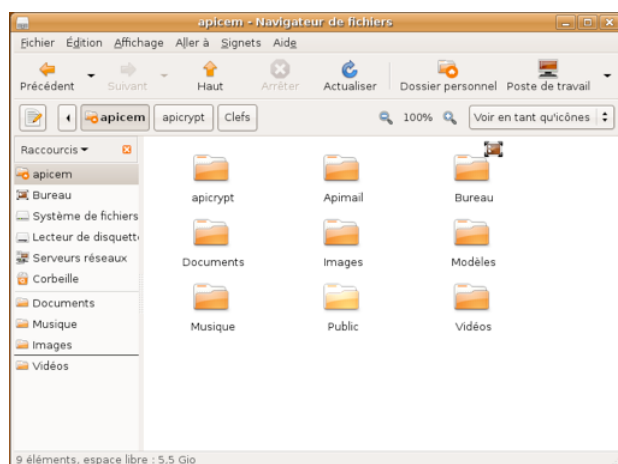 apicem - Navigateur de fichiers
Fichier Édition Affichage Aller à Signets Aide
Précédent Suivant Haut Arrêter Actualiser Dossier personnel Poste de travail
apicem apicrypt Clefs 100% Voir en tant qu'icônes
Raccourcis
apicem
Bureau
Système de fichiers
Lecteur de disquett
Serveurs réseaux
Corbeille
Documents
Musique
Images
Vidéos
apicrypt Apimail Bureau
Documents Images Modèles
Musique Public Vidéos
9 éléments, espace libre : 5,5 Gio